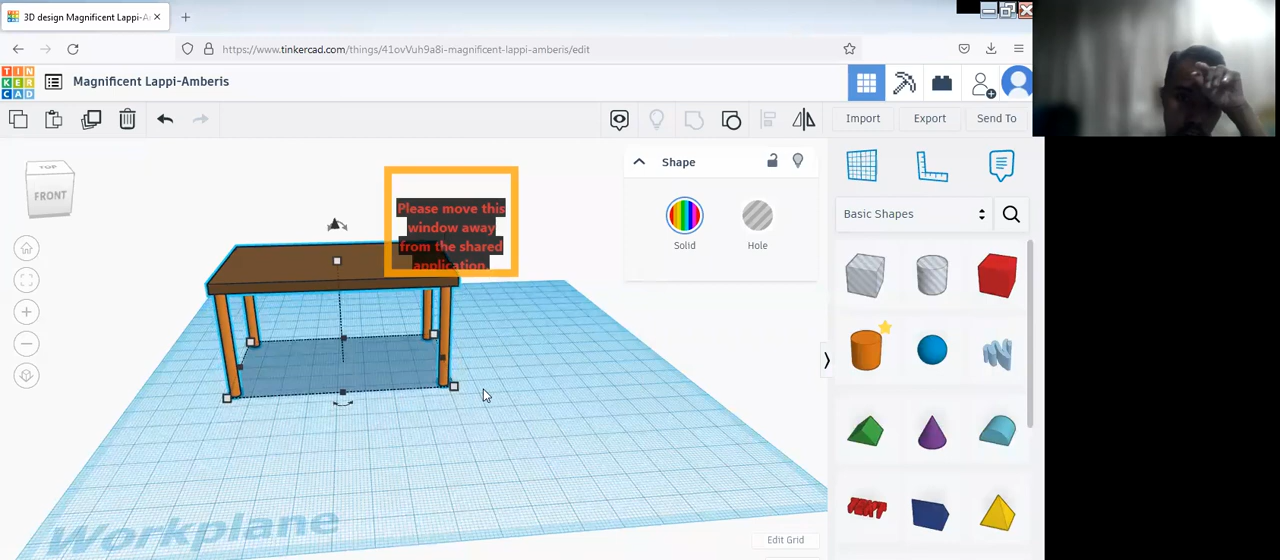 3D design Magnificent Lappi-A
https://www.tinkercad.com/things/41ovVuh9a8i-magnificent-lappi-amberis/edit
TIN
KER
CAD
Magnificent Lappi-Amberis
Import
Export
Send To
TOP
FRONT
Please move this
window away
from the shared
application.
Shape
Solid
Hole
Basic Shapes
TEXT
Workplane
Edit Grid